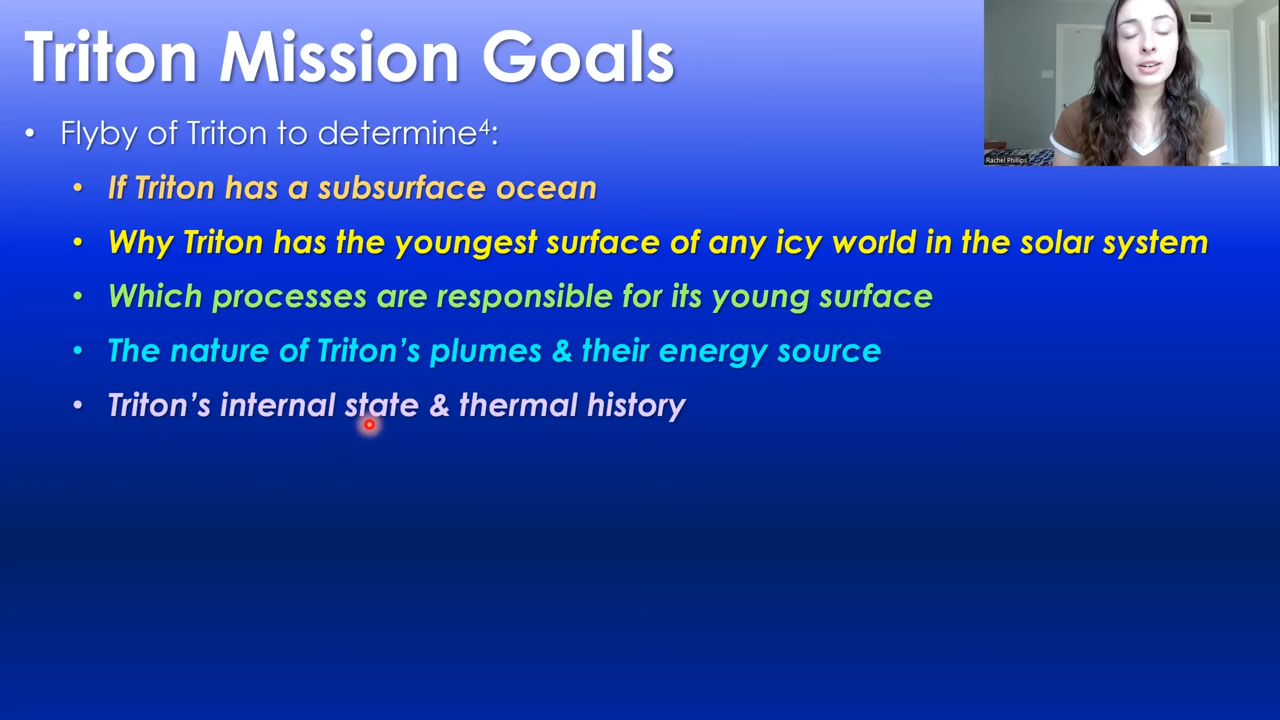 Triton Mission Goals
Rachel Phillips
• Flyby of Triton to determine⁴:
• If Triton has a subsurface ocean
• Why Triton has the youngest surface of any icy world in the solar system
• Which processes are responsible for its young surface
• The nature of Triton’s plumes & their energy source
• Triton’s internal state & thermal history